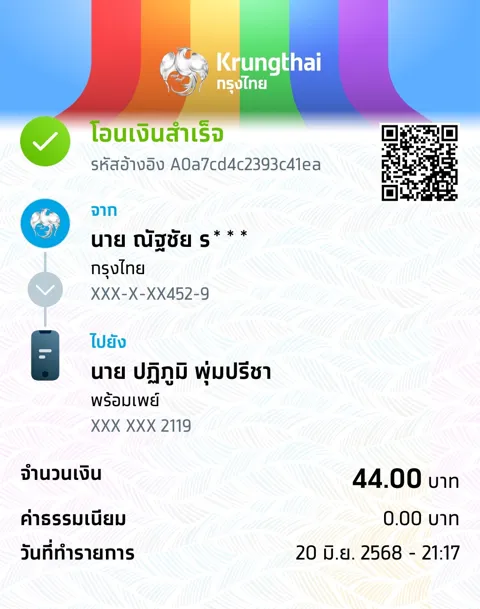 Krungthai
กรุงไทย
โอนเงินสำเร็จ
รหัสอ้างอิง A0a7cd4c2393c41ea
จาก
นาย ณัฐชัย ร***
กรุงไทย
XXX-X-XX452-9
ไปยัง
นาย ปฏิภูมิ พุ่มปรีชา
พร้อมเพย์
XXX XXX 2119
จำนวนเงิน 44.00 บาท
ค่าธรรมเนียม 0.00 บาท
วันที่ทำรายการ 20 มิ.ย. 2568 - 21:17